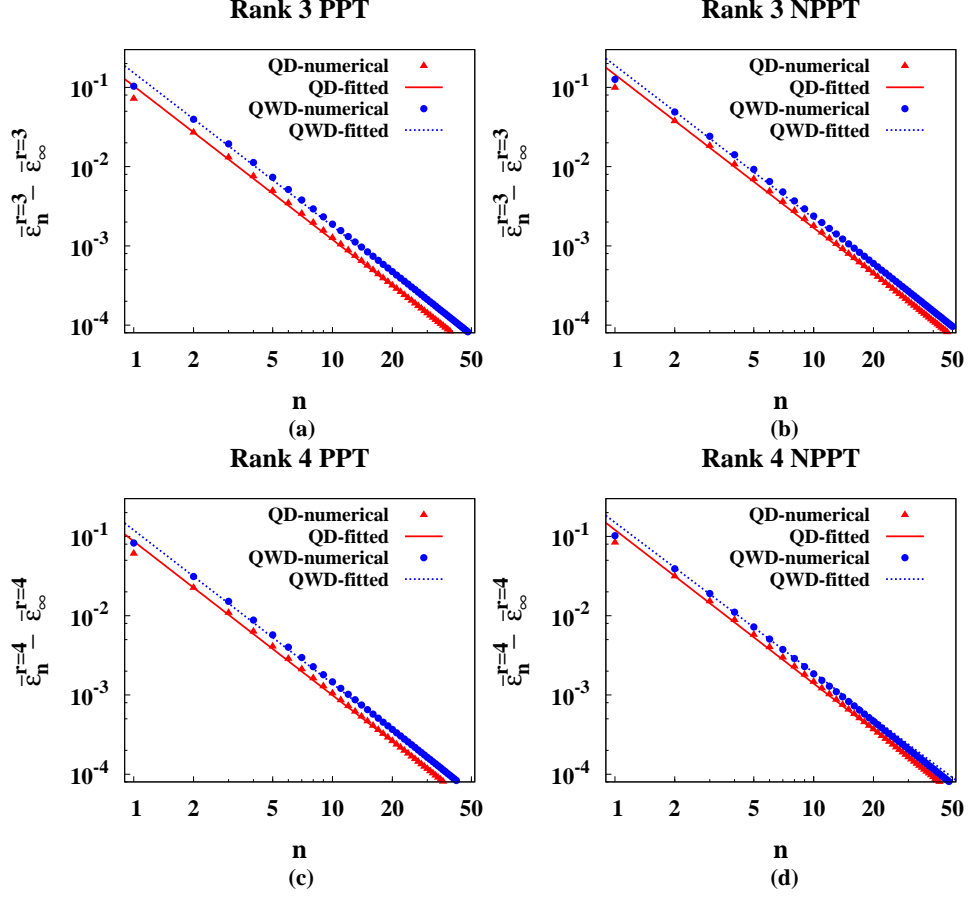 Rank 3 PPT
QD-numerical
QD-fitted
QWD-numerical
QWD-fitted
10^-1
10^-2
10^-3
10^-4
ε̄_n^{r=3} − ε̄_∞^{r=3}
1 2 5 10 20 50
n
(a)
Rank 3 NPPT
QD-numerical
QD-fitted
QWD-numerical
QWD-fitted
10^-1
10^-2
10^-3
10^-4
ε̄_n^{r=3} − ε̄_∞^{r=3}
1 2 5 10 20 50
n
(b)
Rank 4 PPT
QD-numerical
QD-fitted
QWD-numerical
QWD-fitted
10^-1
10^-2
10^-3
10^-4
ε̄_n^{r=4} − ε̄_∞^{r=4}
1 2 5 10 20 50
n
(c)
Rank 4 NPPT
QD-numerical
QD-fitted
QWD-numerical
QWD-fitted
10^-1
10^-2
10^-3
10^-4
ε̄_n^{r=4} − ε̄_∞^{r=4}
1 2 5 10 20 50
n
(d)